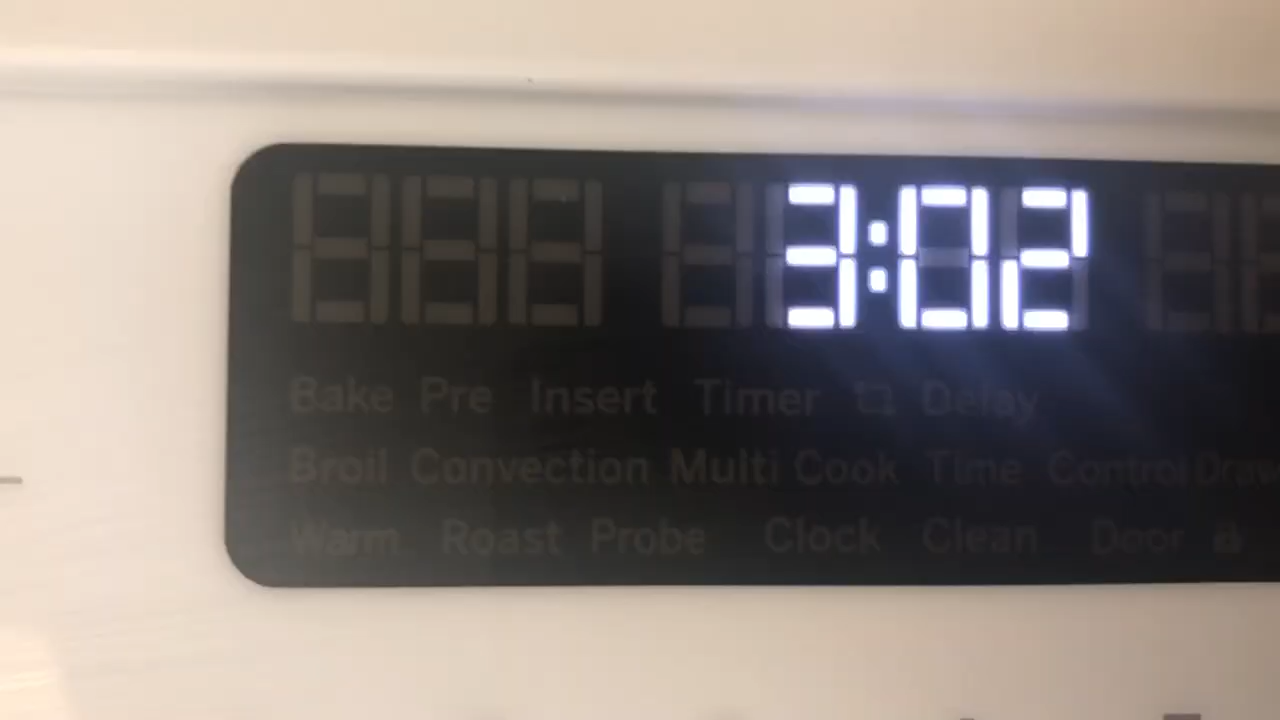 3:02
Bake Pre Insert Timer Delay
Broil Convection Multi Cook Time Control
Warm Roast Probe Clock Clean Door